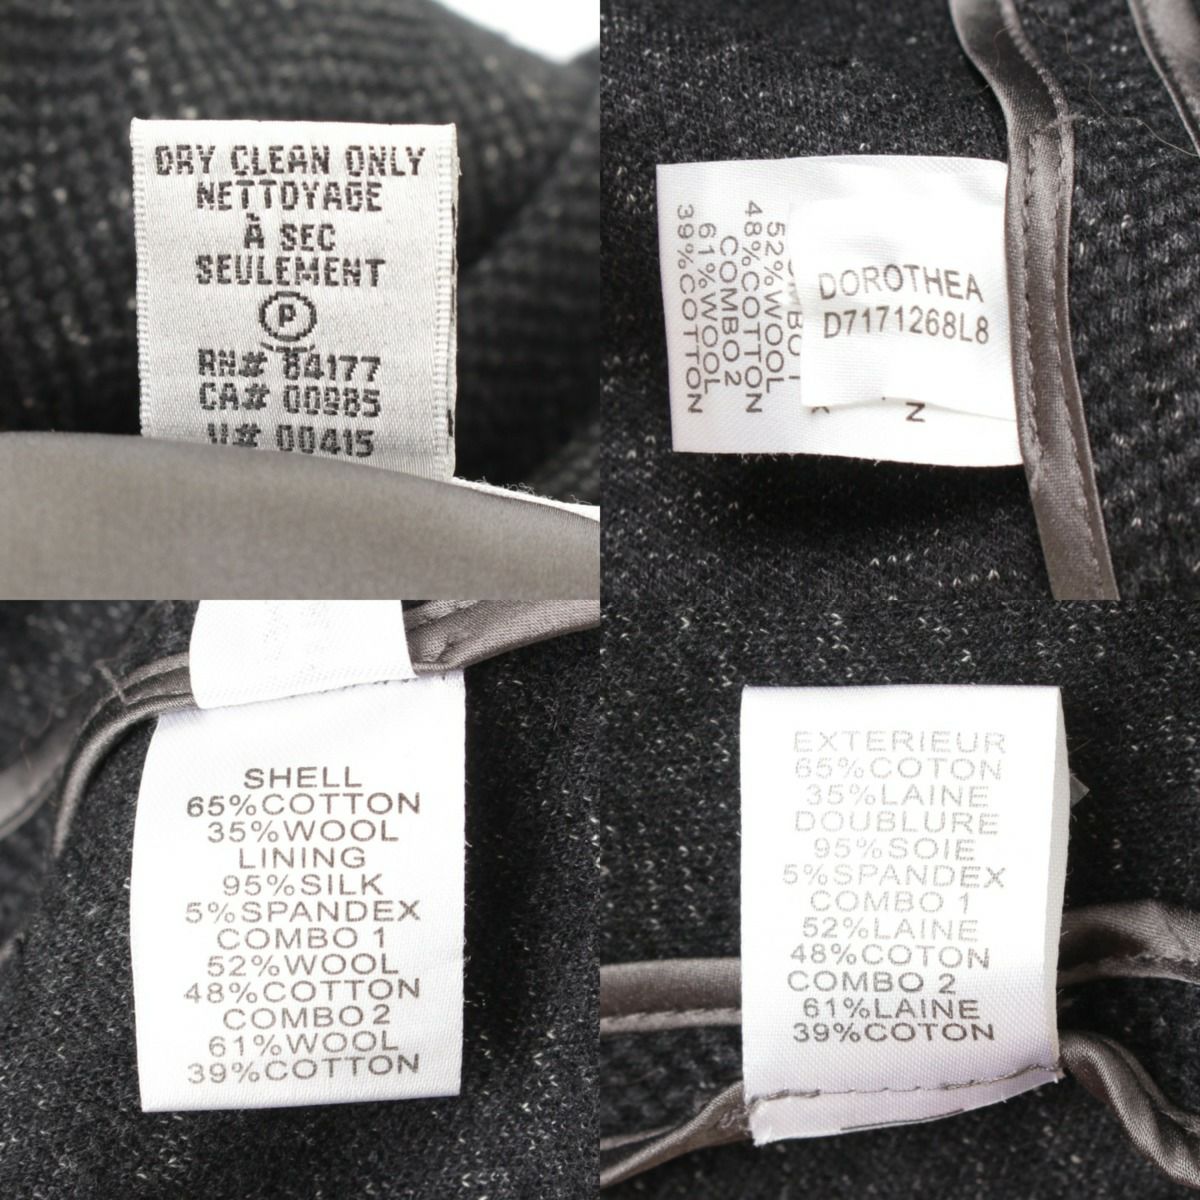 DRY CLEAN ONLY
NETTOYAGE
À SEC
SEULEMENT
P
RN# 84177
CA# 00985
V# 00415
52%WOOL
48%COTTON
COMBO 2
61%WOOL
39%COTTON
DOROTHEA
D7171268L8
SHELL
65%COTTON
35%WOOL
LINING
95%SILK
5%SPANDEX
COMBO 1
52%WOOL
48%COTTON
COMBO 2
61%WOOL
39%COTTON
EXTERIEUR
65%COTON
35%LAINE
DOUBLURE
95%SOIE
5%SPANDEX
COMBO 1
52%LAINE
48%COTON
COMBO 2
61%LAINE
39%COTON